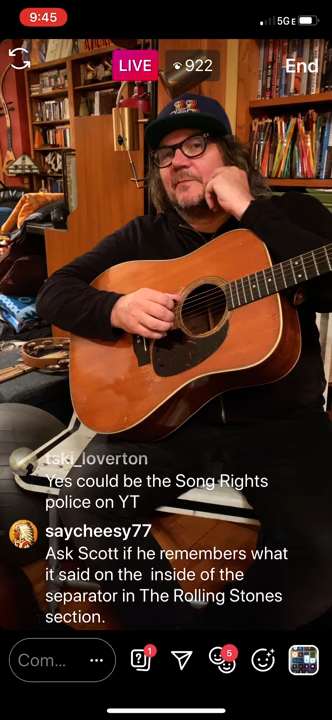 9:45
5GE
LIVE
922
End
tski_loverton
Yes could be the Song Rights
police on YT
saycheesy77
Ask Scott if he remembers what
it said on the inside of the
separator in The Rolling Stones
section.
Com...
1
5